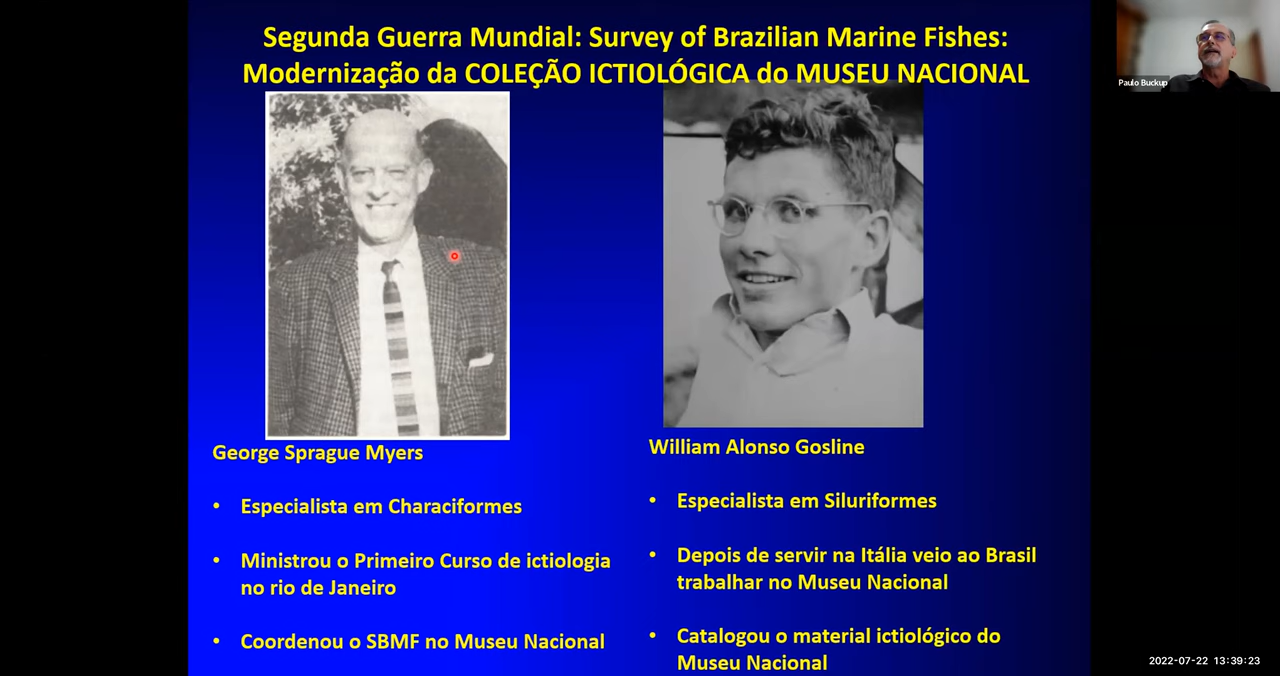 Segunda Guerra Mundial: Survey of Brazilian Marine Fishes:
Modernização da COLEÇÃO ICTIOLÓGICA do MUSEU NACIONAL
Paulo Buckup
George Sprague Myers
• Especialista em Characiformes
• Ministrou o Primeiro Curso de ictiologia
no rio de Janeiro
• Coordenou o SBMF no Museu Nacional
William Alonso Gosline
• Especialista em Siluriformes
• Depois de servir na Itália veio ao Brasil
trabalhar no Museu Nacional
• Catalogou o material ictiológico do
Museu Nacional
2022-07-22 13:39:23